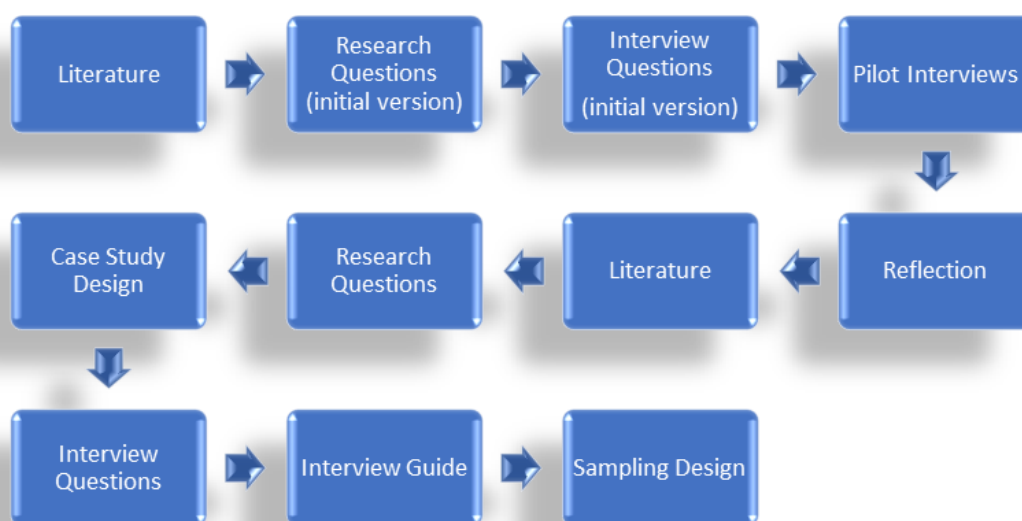 Literature
Research
Questions
(initial version)
Interview
Questions
(initial version)
Pilot Interviews
Reflection
Literature
Research
Questions
Case Study
Design
Interview
Questions
Interview Guide
Sampling Design